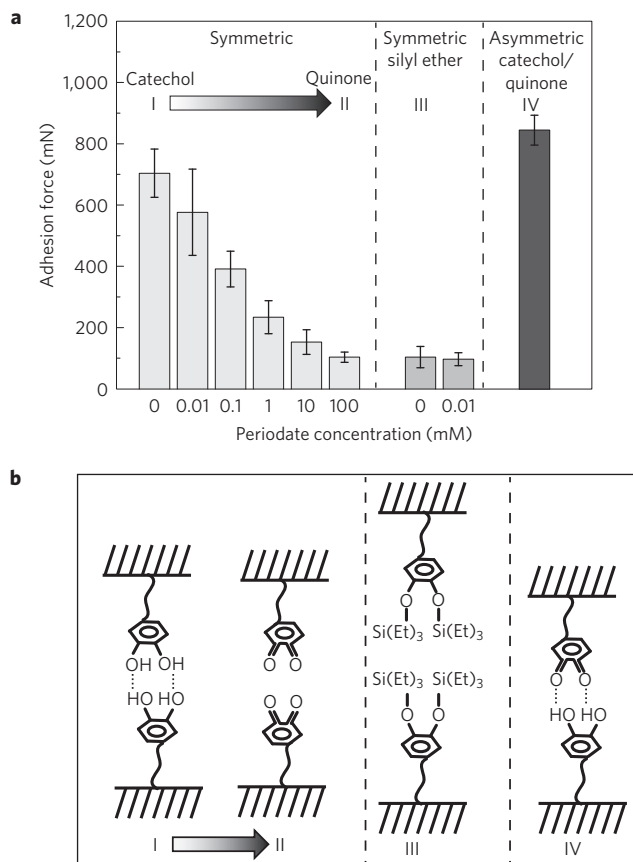 a
1,200
1,000
800
600
400
200
0
Adhesion force (mN)
Symmetric
Catechol
I
Quinone
II
Symmetric
silyl ether
III
Asymmetric
catechol/
quinone
IV
0 0.01 0.1 1 10 100 0 0.01
Periodate concentration (mM)
b
OH OH
HO HO
O O
O O
O O
Si(Et)3 Si(Et)3
Si(Et)3 Si(Et)3
O O
O O
HO HO
I II III IV